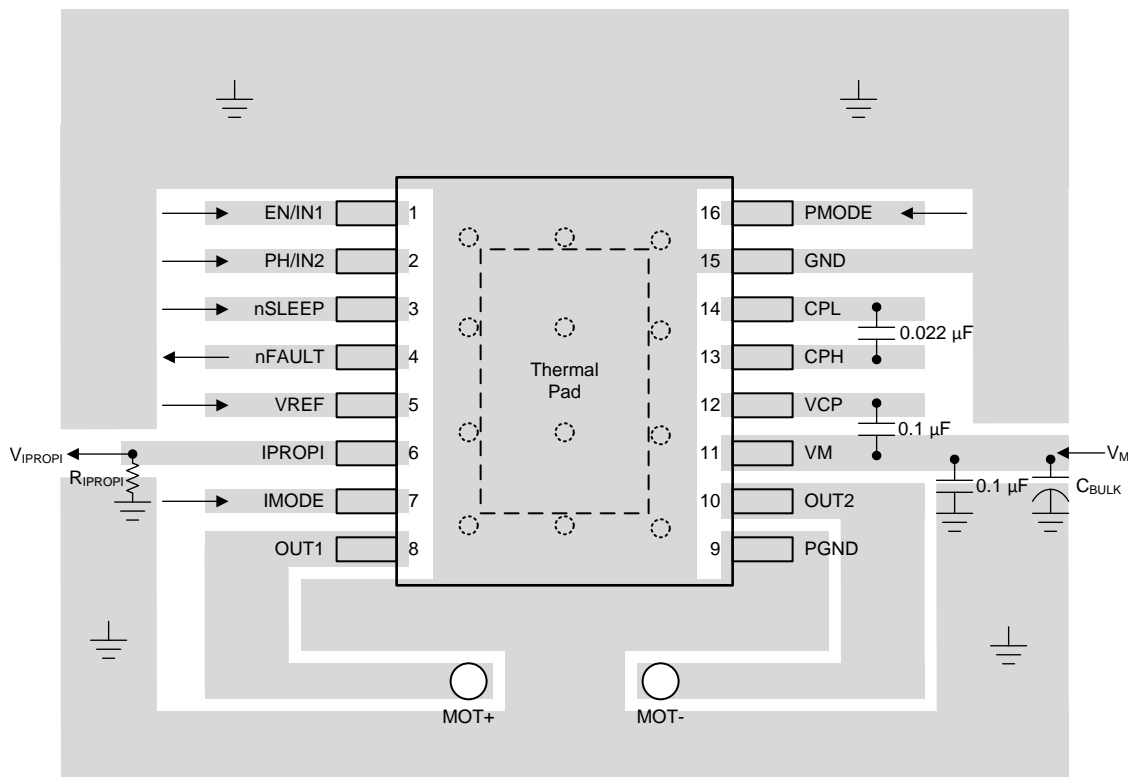 EN/IN1 1
PH/IN2 2
nSLEEP 3
nFAULT 4
VREF 5
IPROPI 6
IMODE 7
OUT1 8
VIPROPI
RIPROPI
Thermal
Pad
16 PMODE
15 GND
14 CPL
13 CPH
12 VCP
11 VM
10 OUT2
9 PGND
0.022 µF
0.1 µF
0.1 µF
CBULK
VM
MOT+
MOT-